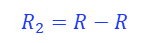 R₂ = R − R